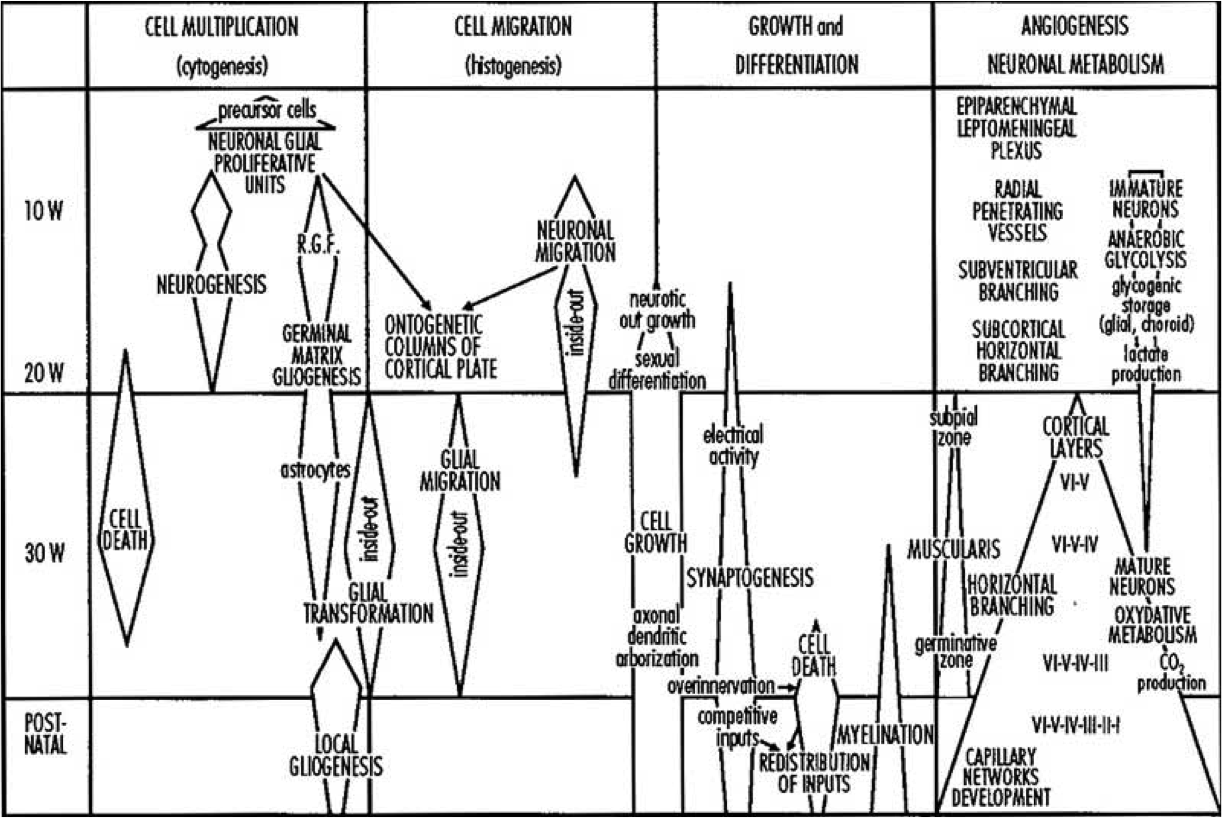 CELL MULTIPLICATION
(cytogenesis)
CELL MIGRATION
(histogenesis)
GROWTH and
DIFFERENTIATION
ANGIOGENESIS
NEURONAL METABOLISM
10 W
20 W
30 W
POST-
NATAL
precursor cells
NEURONAL GLIAL
PROLIFERATIVE
UNITS
R.G.F.
NEUROGENESIS
GERMINAL
MATRIX
GLIOGENESIS
astrocytes
CELL
DEATH
LOCAL
GLIOGENESIS
NEURONAL
MIGRATION
inside-out
ONTOGENETIC
COLUMNS OF
CORTICAL PLATE
GLIAL
MIGRATION
inside-out
inside-out
GLIAL
TRANSFORMATION
neurotic
out growth
sexual
differentiation
electrical
activity
CELL
GROWTH
SYNAPTOGENESIS
axonal
dendritic
arborization
CELL
DEATH
overinnervation
competitive
inputs
REDISTRIBUTION
OF INPUTS
MYELINATION
EPIPARENCHYMAL
LEPTOMENINGEAL
PLEXUS
RADIAL
PENETRATING
VESSELS
SUBVENTRICULAR
BRANCHING
SUBCORTICAL
HORIZONTAL
BRANCHING
IMMATURE
NEURONS
ANAEROBIC
GLYCOLYSIS
glycogenic
storage
(glial, choroid)
lactate
production
subpial
zone
MUSCULARIS
germinative
zone
CORTICAL
LAYERS
VI-V
VI-V-IV
VI-V-IV-III
VI-V-IV-III-II-I
HORIZONTAL
BRANCHING
MATURE
NEURONS
OXYDATIVE
METABOLISM
CO₂
production
CAPILLARY
NETWORKS
DEVELOPMENT